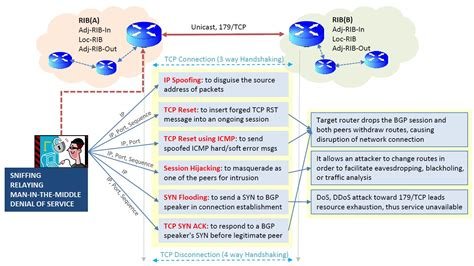 RIB(A)
Adj-RIB-In
Loc-RIB
Adj-RIB-Out
Unicast, 179/TCP
RIB(B)
Adj-RIB-In
Loc-RIB
Adj-RIB-Out
TCP Connection (3 way Handshaking)
IP Spoofing: to disguise the source
address of packets
TCP Reset: to insert forged TCP RST
message into an ongoing session
TCP Reset using ICMP: to send
spoofed ICMP hard/soft error msgs
Session Hijacking: to masquerade as
one of the peers for intrusion
SYN Flooding: to send a SYN to BGP
speaker in connection establishment
TCP SYN ACK: to respond to a BGP
speaker's SYN before legitimate peer
TCP Disconnection (4 way Handshaking)
IP
IP, Port, Sequence
IP
IP, Port, Sequence
IP
IP, Port, Sequence
SNIFFING
RELAYING
MAN-IN-THE-MIDDLE
DENIAL OF SERVICE
Target router drops the BGP session and
both peers withdraw routes, causing
disruption of network connection
It allows an attacker to change routes in
order to facilitate eavesdropping, blackholing,
or traffic analysis
DoS, DDoS attack toward 179/TCP leads
resource exhaustion, thus service unavailable